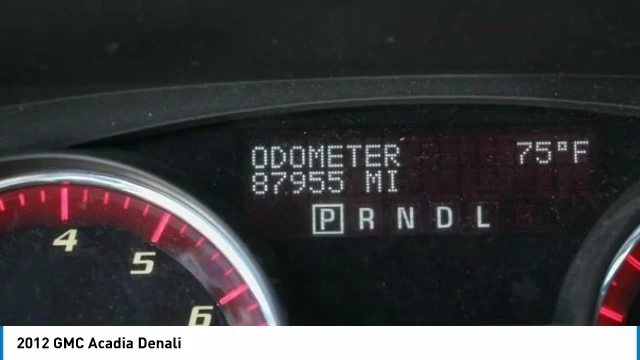 ODOMETER 75°F
87955 MI
P R N D L
4
5
6
2012 GMC Acadia Denali